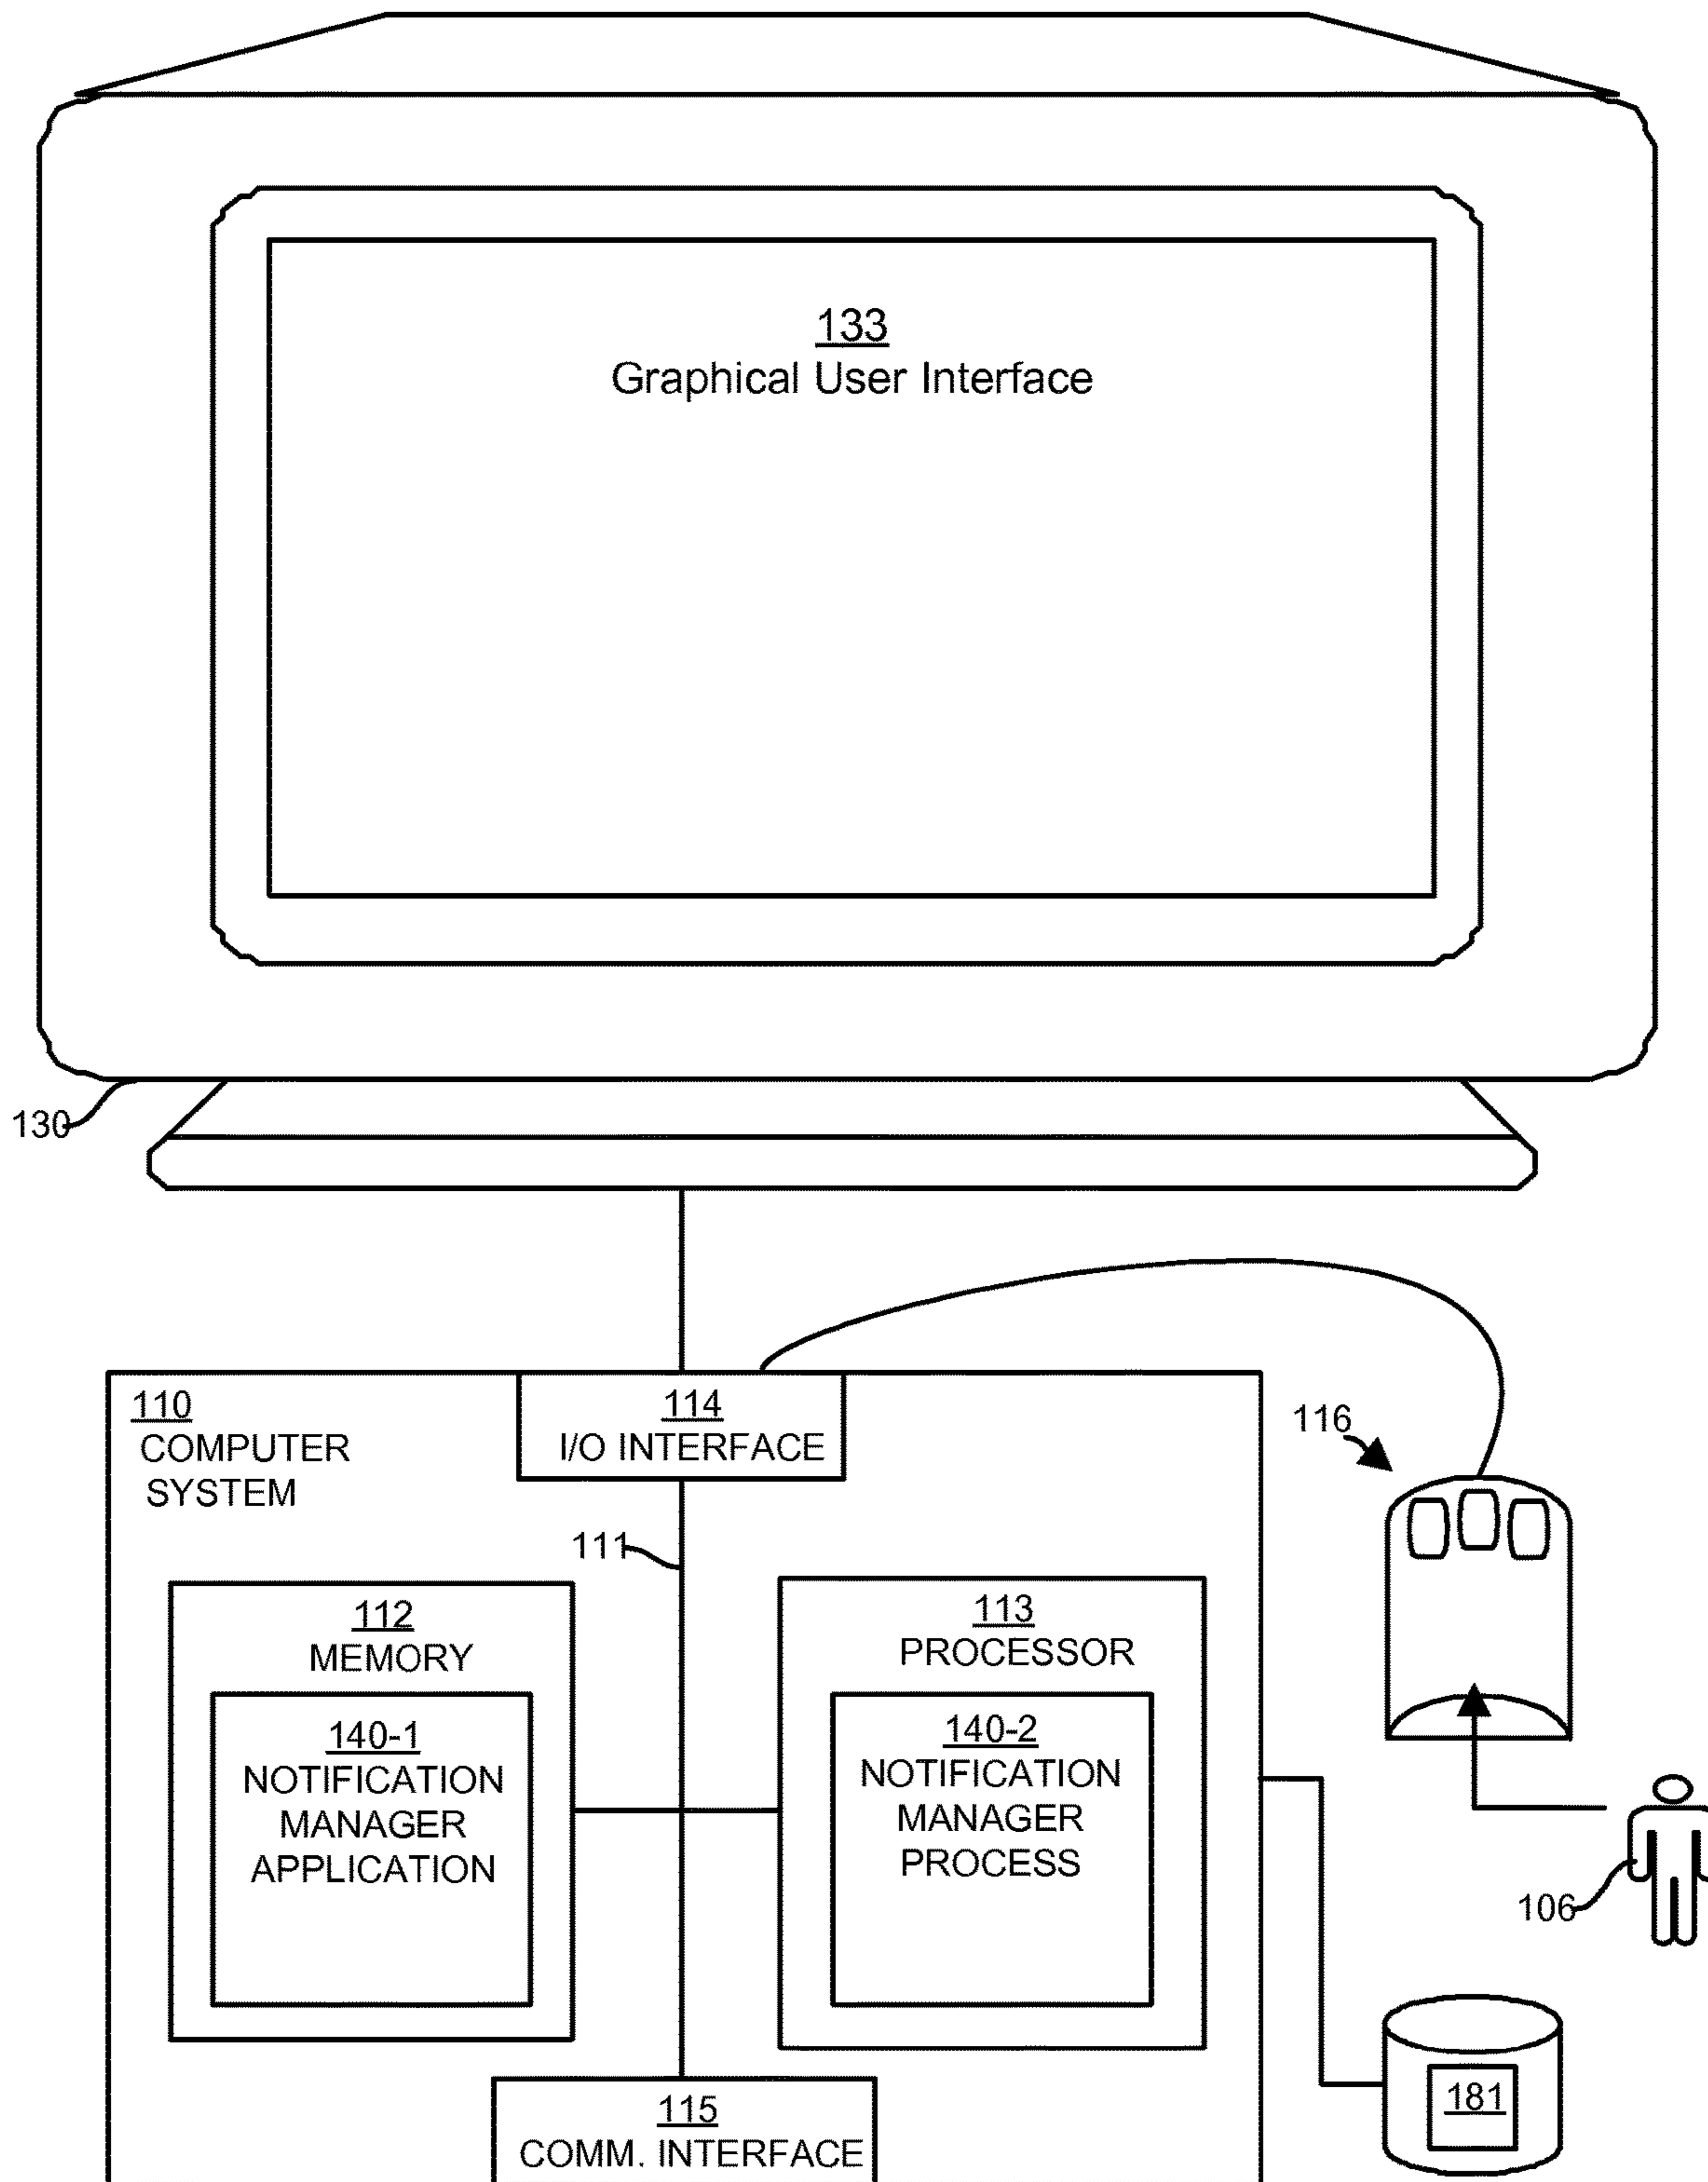 133
Graphical User Interface
130
110
COMPUTER
SYSTEM
114
I/O INTERFACE
116
111
112
MEMORY
113
PROCESSOR
140-1
NOTIFICATION
MANAGER
APPLICATION
140-2
NOTIFICATION
MANAGER
PROCESS
106
181
115
COMM. INTERFACE